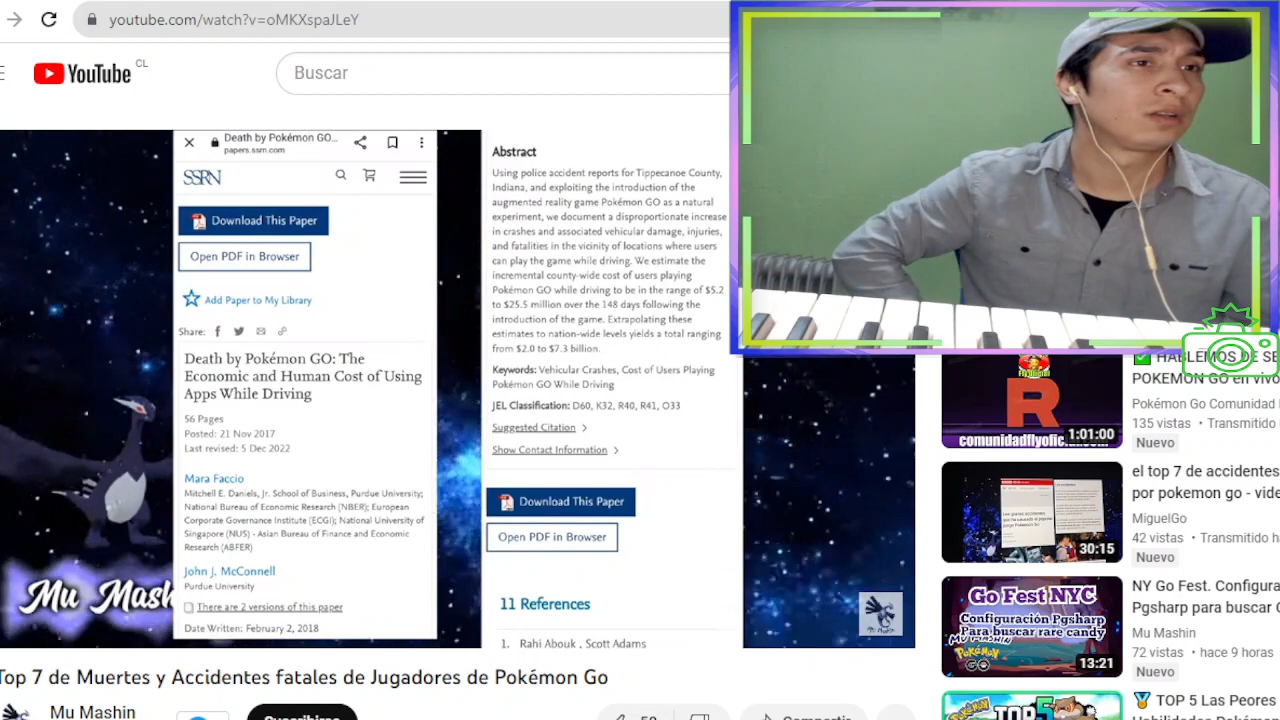 youtube.com/watch?v=oMKXspaJLeY
YouTube CL
Buscar
Death by Pokémon GO...
papers.ssrn.com
SSRN
Download This Paper
Open PDF in Browser
Add Paper to My Library
Share:
Death by Pokémon GO: The
Economic and Human Cost of Using
Apps While Driving
56 Pages
Posted: 21 Nov 2017
Last revised: 5 Dec 2022
Mara Faccio
Mitchell E. Daniels, Jr. School of Business, Purdue University;
National Bureau of Economic Research (NBER); European
Corporate Governance Institute (ECGI); National University of
Singapore (NUS) - Asian Bureau of Finance and Economic
Research (ABFER)
John J. McConnell
Purdue University
There are 2 versions of this paper
Date Written: February 2, 2018
Abstract
Using police accident reports for Tippecanoe County,
Indiana, and exploiting the introduction of the
augmented reality game Pokémon GO as a natural
experiment, we document a disproportionate increase
in crashes and associated vehicular damage, injuries,
and fatalities in the vicinity of locations where users
can play the game while driving. We estimate the
incremental county-wide cost of users playing
Pokémon GO while driving to be in the range of $5.2
to $25.5 million over the 148 days following the
introduction of the game. Extrapolating these
estimates to nation-wide levels yields a total ranging
from $2.0 to $7.3 billion.
Keywords: Vehicular Crashes, Cost of Users Playing
Pokémon GO While Driving
JEL Classification: D60, K32, R40, R41, O33
Suggested Citation >
Show Contact Information >
Download This Paper
Open PDF in Browser
11 References
1. Rahi Abouk , Scott Adams
Mu Mash
Mu Mashin
Top 7 de Muertes y Accidentes fatales de Jugadores de Pokémon Go
Mu Mashin
Suscribirse
59
Compartir
R
comunidadflyoficial.com
1:01:00
✅ HABLEMOS DE SE
POKEMON GO en vivo
Pokémon Go Comunidad
135 vistas • Transmitido
Nuevo
30:15
el top 7 de accidentes
por pokemon go - vide
MiguelGo
42 vistas • Transmitido h
Nuevo
Go Fest NYC
Configuración Pgsharp
Para buscar rare candy
MU MASHIN
POKÉMON GO
13:21
NY Go Fest. Configura
Pgsharp para buscar
Mu Mashin
72 vistas • hace 9 horas
Nuevo
TOP 5
🏅 TOP 5 Las Peores
Habilidades Pokémon